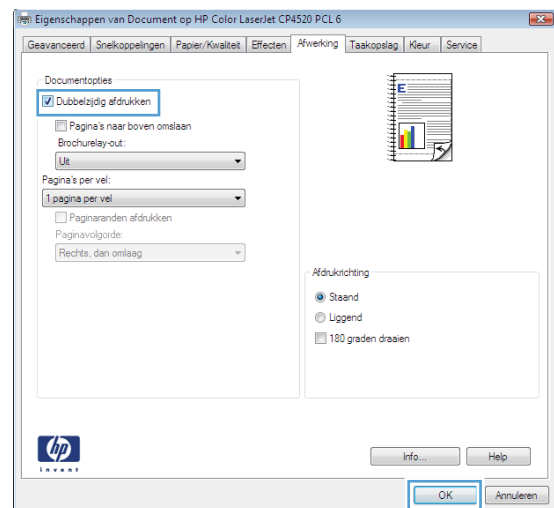 Eigenschappen van Document op HP Color LaserJet CP4520 PCL 6
Geavanceerd Snelkoppelingen Papier/Kwaliteit Effecten Afwerking Taakopslag Kleur Service
Documentopties
Dubbelzijdig afdrukken
Pagina's naar boven omslaan
Brochurelay-out:
Uit
Pagina's per vel:
1 pagina per vel
Paginaranden afdrukken
Paginavolgorde:
Rechts, dan omlaag
E
Afdrukrichting
Staand
Liggend
180 graden draaien
hp
invent
Info... Help
OK Annuleren